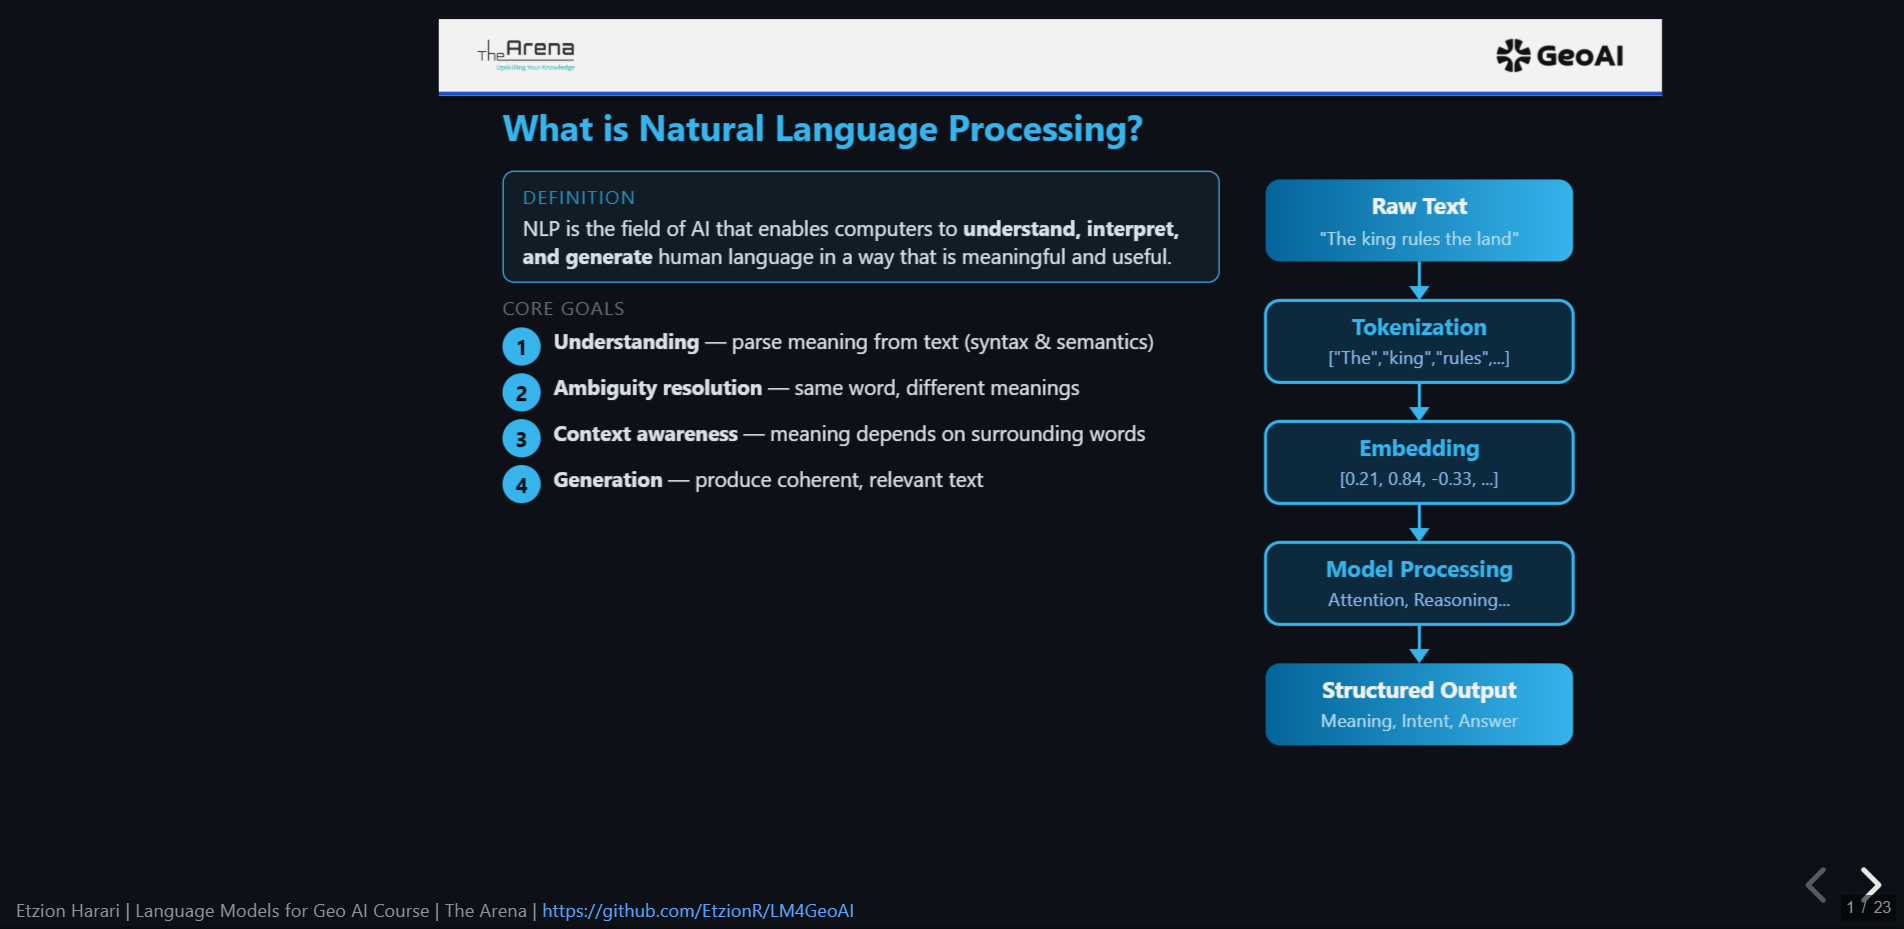 The Arena
Upskilling Your Knowledge
GeoAI
What is Natural Language Processing?
DEFINITION
NLP is the field of AI that enables computers to understand, interpret,
and generate human language in a way that is meaningful and useful.
CORE GOALS
1 Understanding — parse meaning from text (syntax & semantics)
2 Ambiguity resolution — same word, different meanings
3 Context awareness — meaning depends on surrounding words
4 Generation — produce coherent, relevant text
Raw Text
"The king rules the land"
Tokenization
["The","king","rules",...]
Embedding
[0.21, 0.84, -0.33, ...]
Model Processing
Attention, Reasoning...
Structured Output
Meaning, Intent, Answer
Etzion Harari | Language Models for Geo AI Course | The Arena | https://github.com/EtzionR/LM4GeoAI
1 / 23